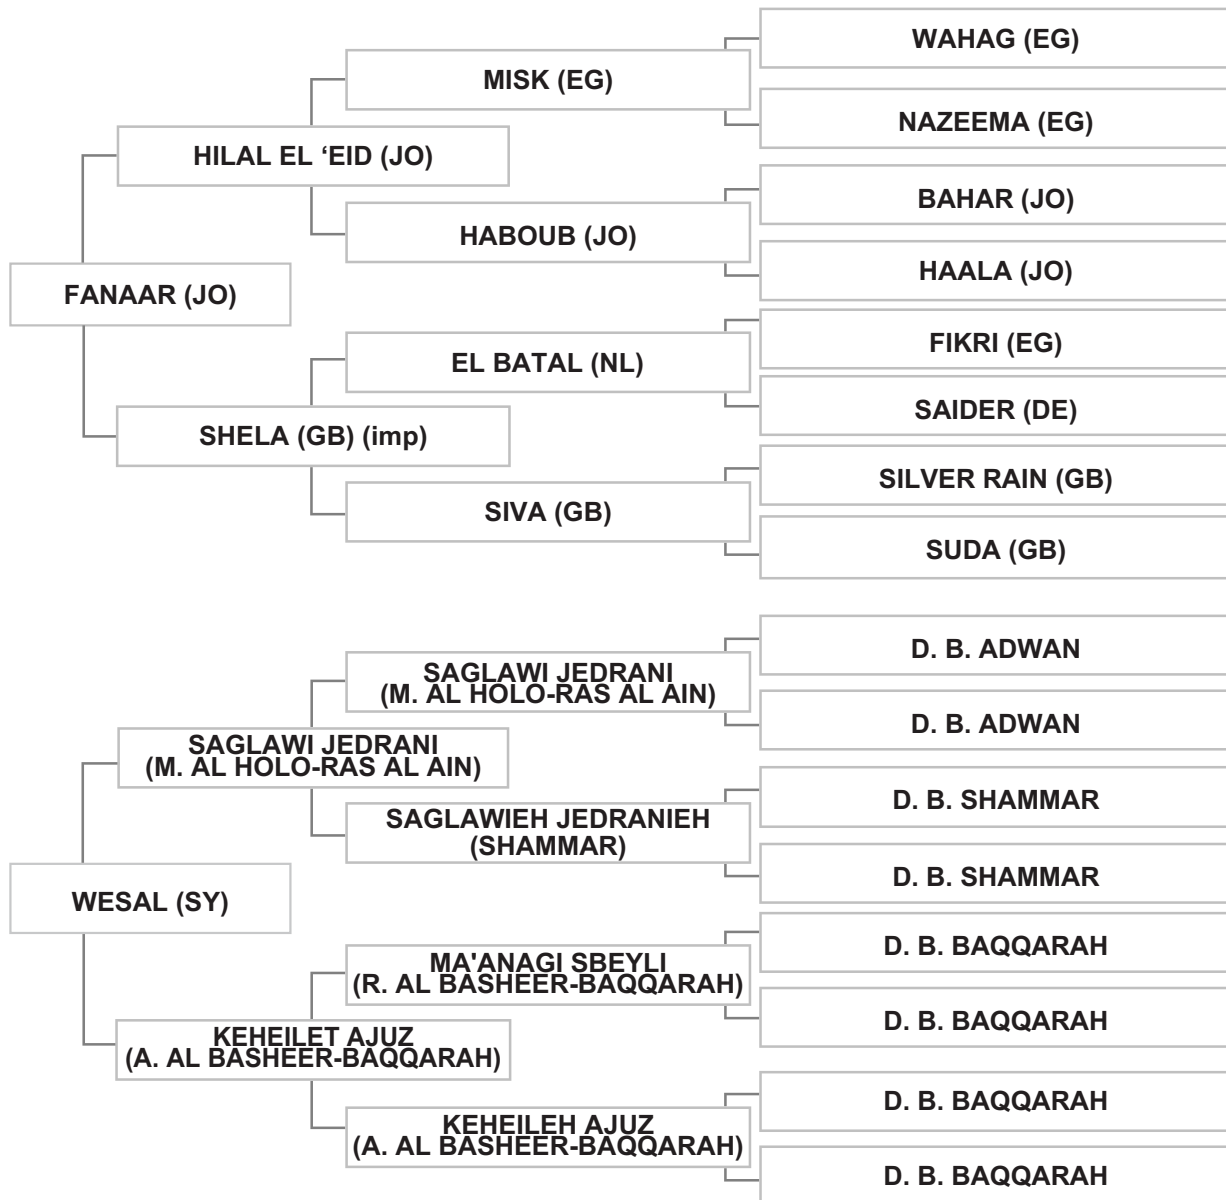 WAHAG (EG)
MISK (EG)
NAZEEMA (EG)
HILAL EL ‘EID (JO)
BAHAR (JO)
HABOUB (JO)
HAALA (JO)
FANAAR (JO)
FIKRI (EG)
EL BATAL (NL)
SAIDER (DE)
SHELA (GB) (imp)
SILVER RAIN (GB)
SIVA (GB)
SUDA (GB)
D. B. ADWAN
SAGLAWI JEDRANI
(M. AL HOLO-RAS AL AIN)
D. B. ADWAN
SAGLAWI JEDRANI
(M. AL HOLO-RAS AL AIN)
D. B. SHAMMAR
SAGLAWIEH JEDRANIEH
(SHAMMAR)
D. B. SHAMMAR
WESAL (SY)
D. B. BAQQARAH
MA'ANAGI SBEYLI
(R. AL BASHEER-BAQQARAH)
D. B. BAQQARAH
KEHEILET AJUZ
(A. AL BASHEER-BAQQARAH)
D. B. BAQQARAH
KEHEILEH AJUZ
(A. AL BASHEER-BAQQARAH)
D. B. BAQQARAH